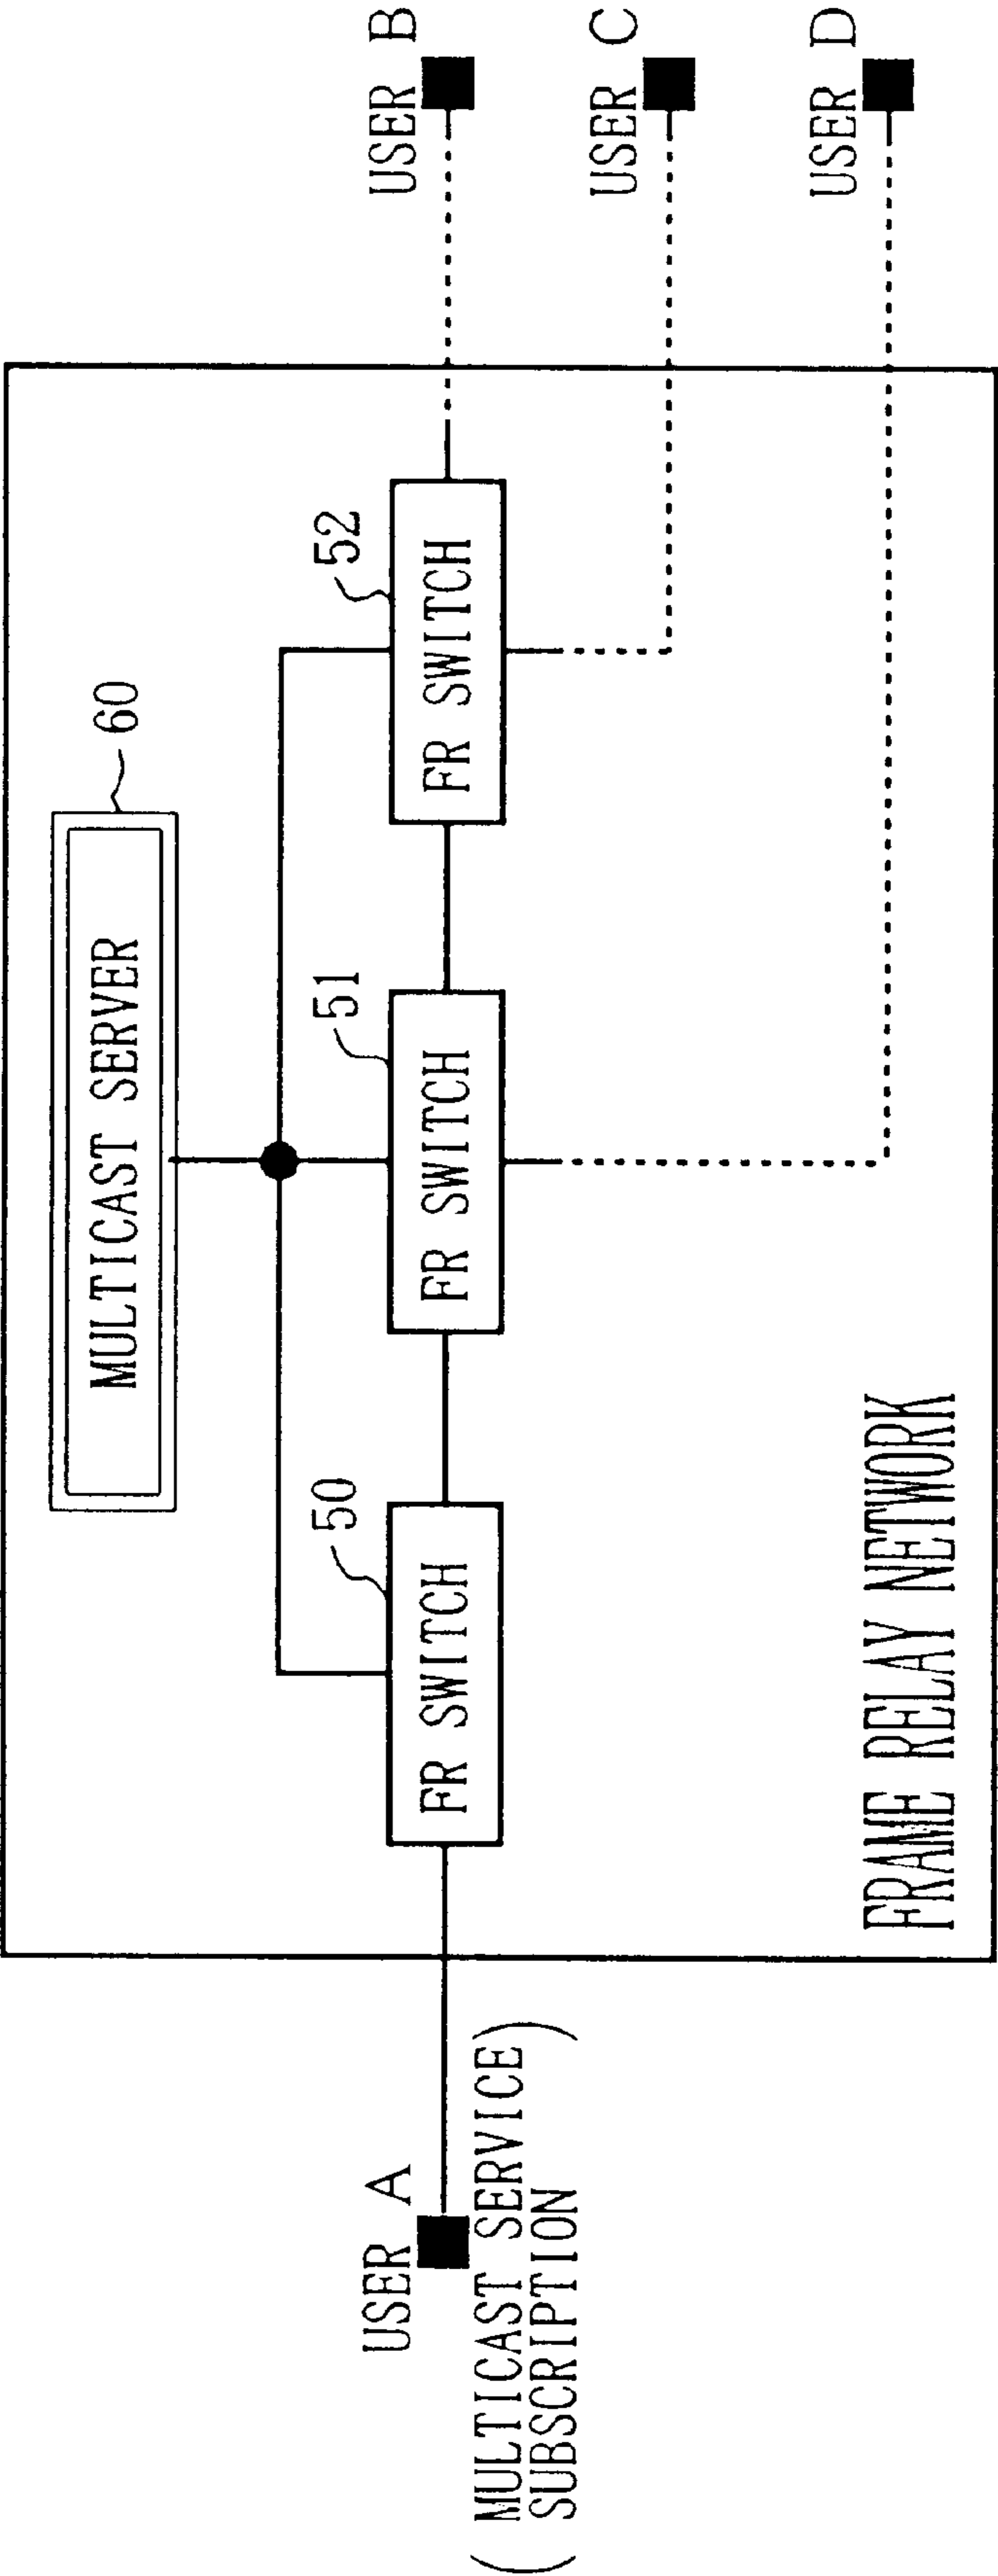 60
MULTICAST SERVER
50
51
52
FR SWITCH
FR SWITCH
FR SWITCH
USER A
(MULTICAST SERVICE
SUBSCRIPTION)
USER B
USER C
USER D
FRAME RELAY NETWORK